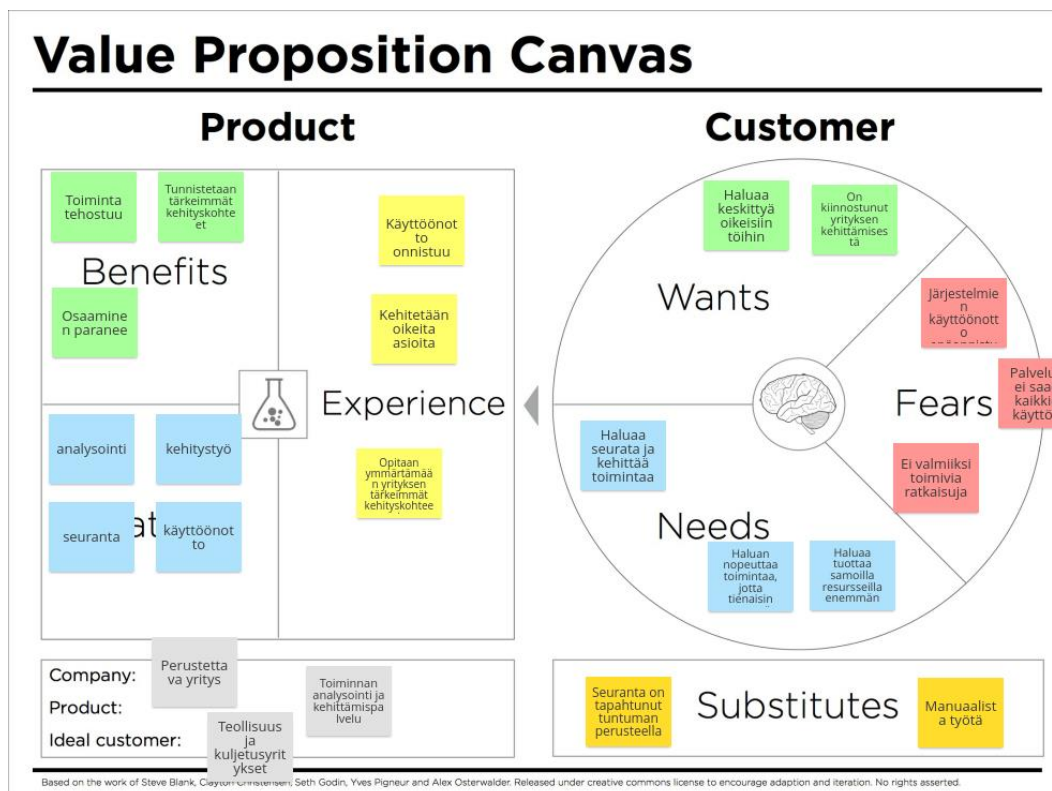 Value Proposition Canvas
Product
Customer
Toiminta
tehostuu
Tunnistetaan
tärkeimmät
kehityskohte
et
Benefits
Osaamine
n paranee
Käyttöönot
to
onnistuu
Kehitetään
oikeita
asioita
Experience
Opitaan
ymmärtämää
n yrityksen
tärkeimmät
kehityskohtee
analysointi
kehitystyö
seuranta
käyttöönot
to
Haluaa
keskittyä
oikeisiin
töihin
On
kiinnostunut
yrityksen
kehittämises
tä
Wants
Järjestelmie
n
käyttöönott
o
Fears
Palvelu
ei saa
kaikki
käyttö
Ei valmiiksi
toimivia
ratkaisuja
Haluaa
seurata ja
kehittää
toimintaa
Needs
Haluan
nopeuttaa
toimintaa,
jotta
tienaisin
Haluaa
tuottaa
samoilla
resursseilla
enemmän
Company:
Perustetta
va yritys
Product:
Toiminnan
analysointi ja
kehittämispa
lvelu
Ideal customer:
Teollisuus
ja
kuljetusyrit
ykset
Seuranta on
tapahtunut
tuntuman
perusteella
Substitutes
Manuaalist
a työtä
Based on the work of Steve Blank, Clayton Christensen, Seth Godin, Yves Pigneur and Alex Osterwalder. Released under creative commons license to encourage adaption and iteration. No rights asserted.